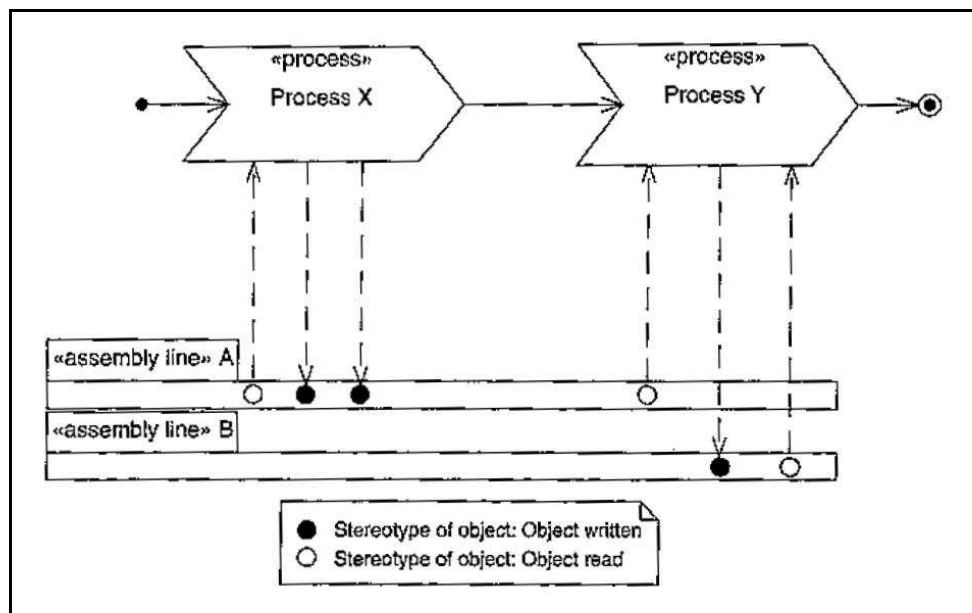 «process»
Process X
«process»
Process Y
«assembly line» A
«assembly line» B
Stereotype of object: Object written
Stereotype of object: Object read